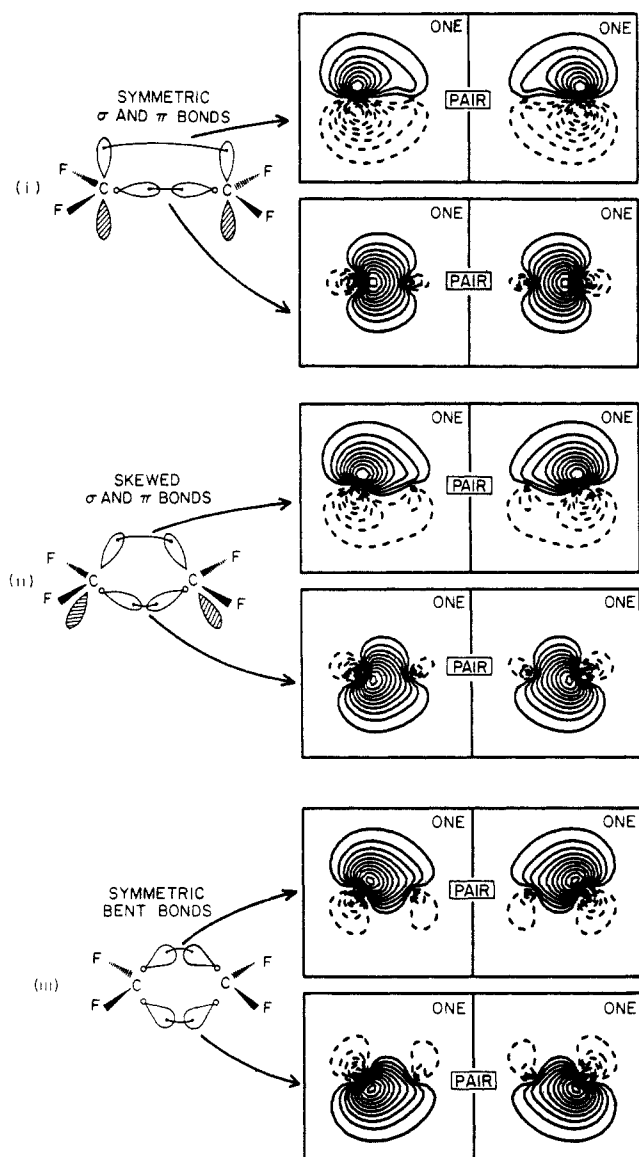 ONE ONE
PAIR
SYMMETRIC
σ AND π BONDS
F C C F
F F
(i)
ONE ONE
PAIR
ONE ONE
PAIR
SKEWED
σ AND π BONDS
F C C F
F F
(ii)
ONE ONE
PAIR
ONE ONE
PAIR
SYMMETRIC
BENT BONDS
F F
C C
F F
(iii)
ONE ONE
PAIR